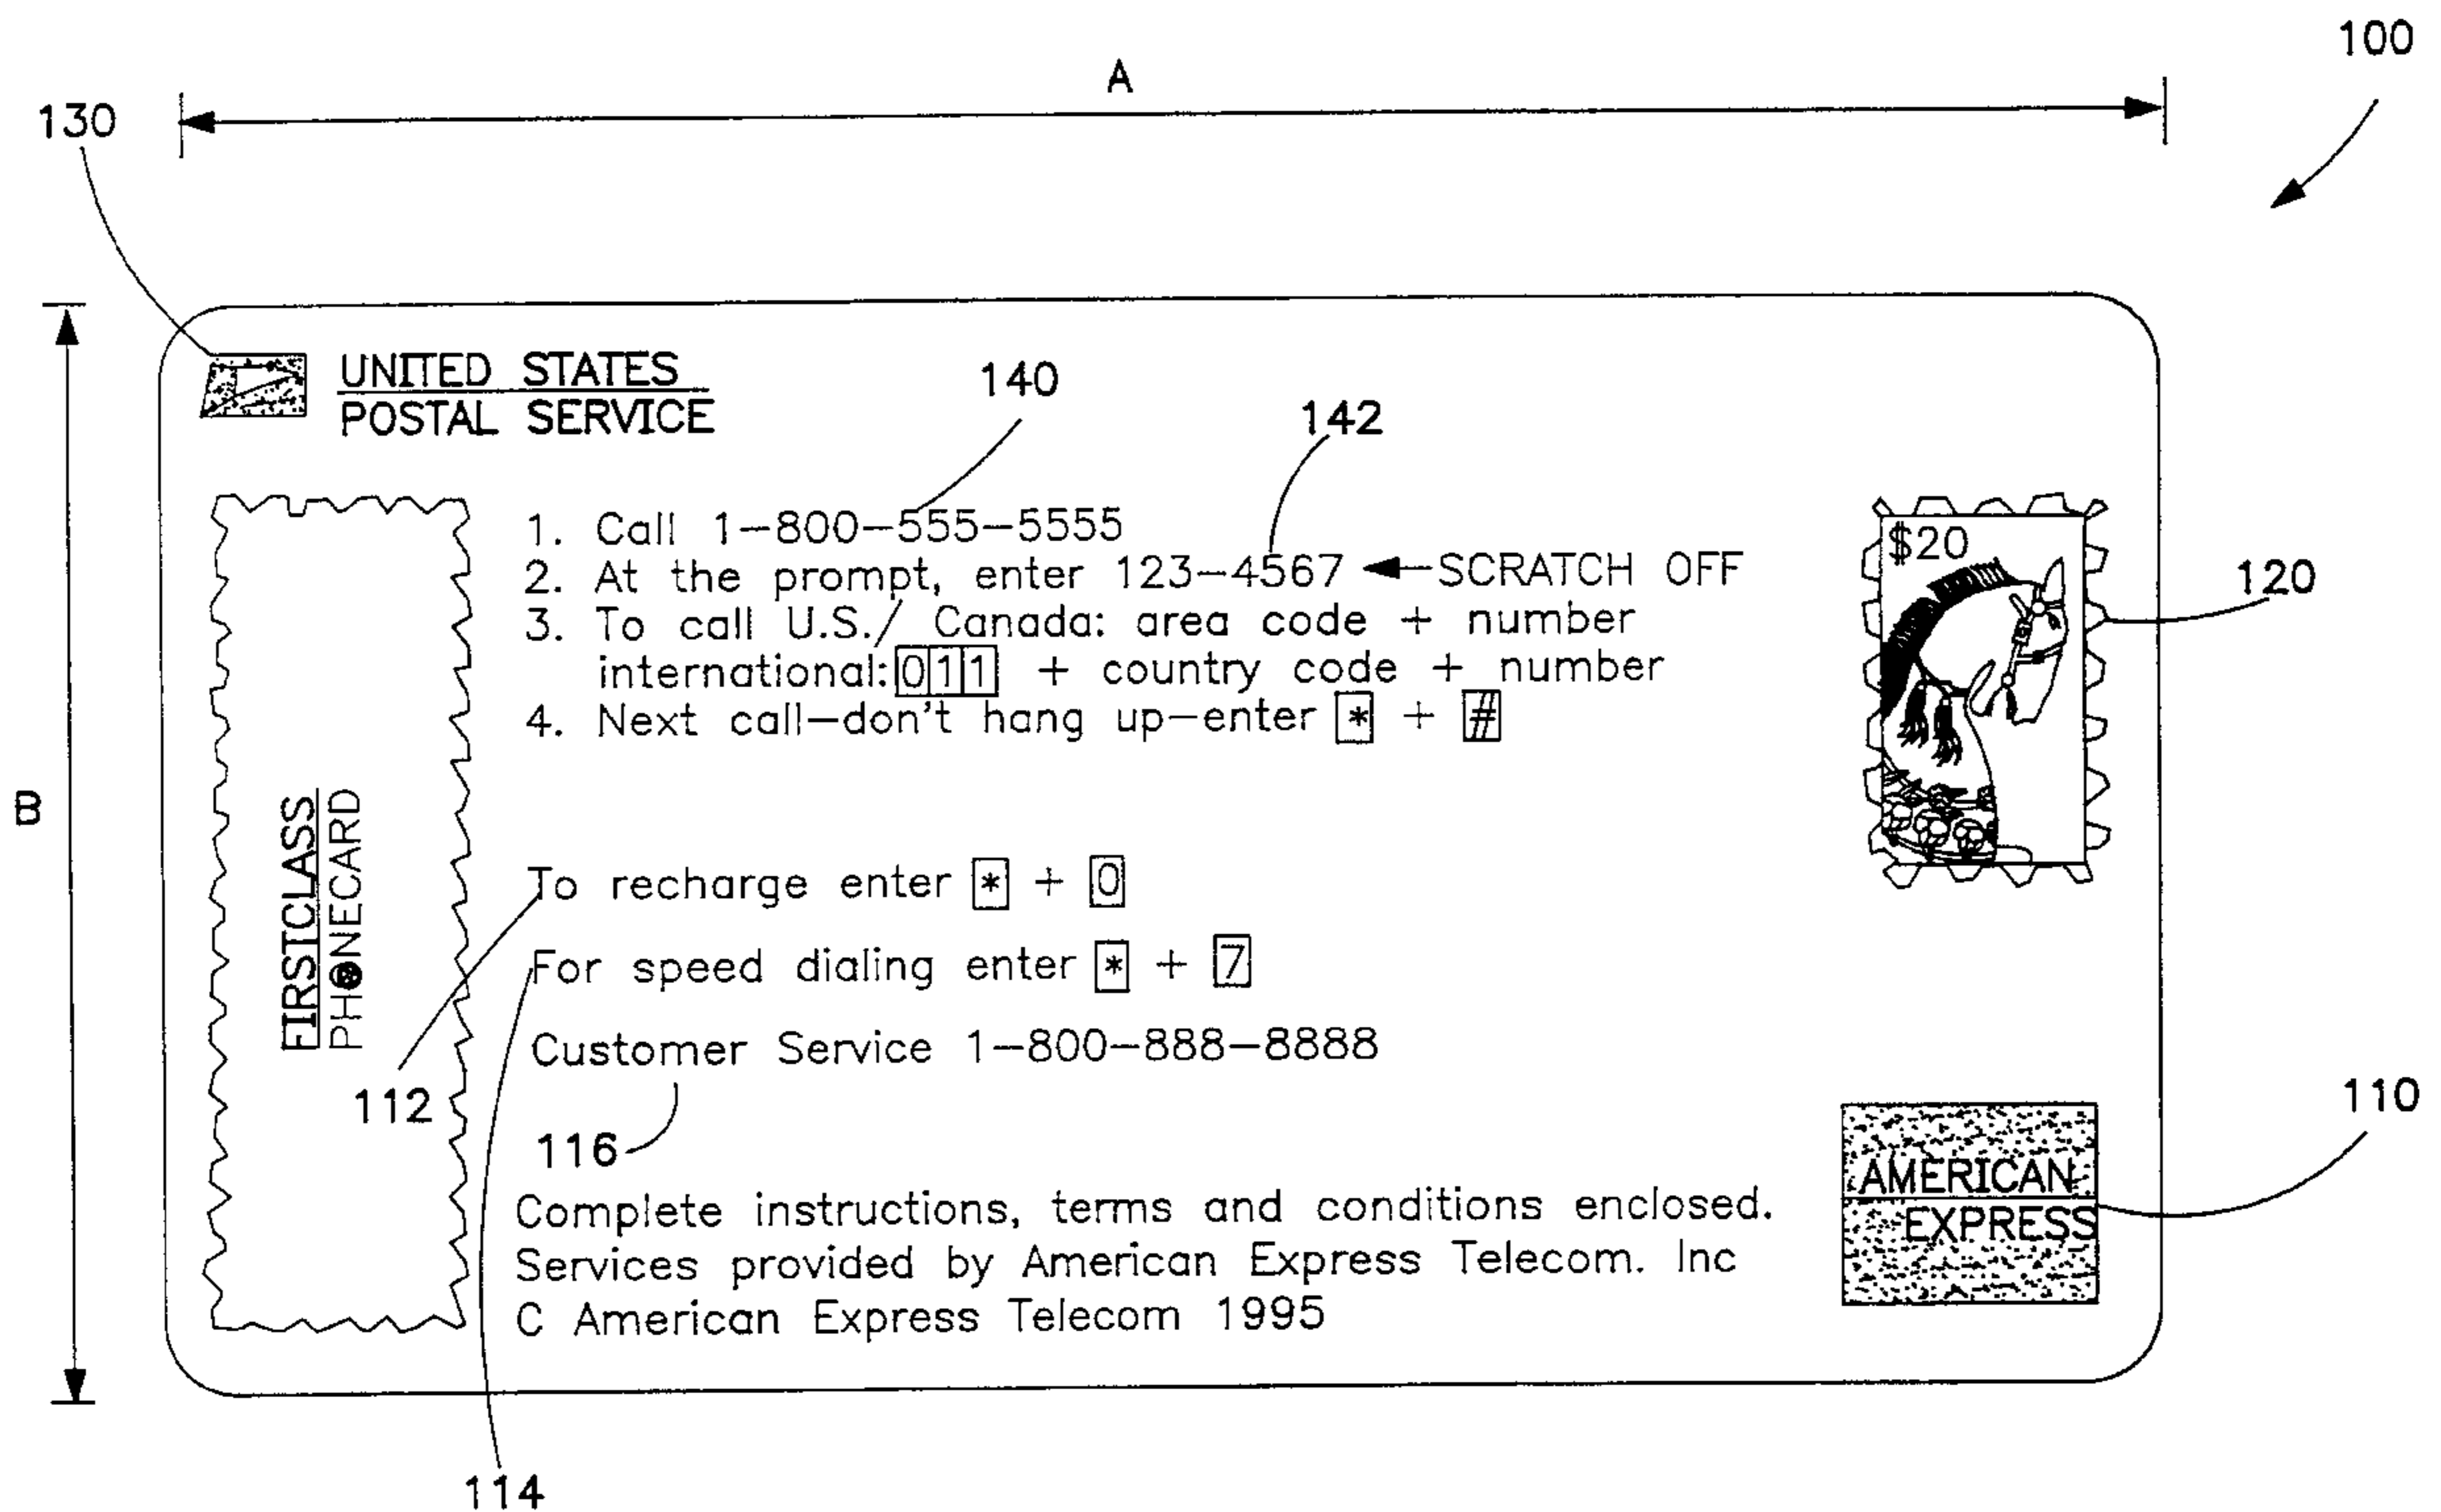 100
A
130
UNITED STATES
POSTAL SERVICE
140
142
1. Call 1-800-555-5555
2. At the prompt, enter 123-4567 ←SCRATCH OFF
3. To call U.S./ Canada: area code + number
international: 011 + country code + number
4. Next call-don't hang up-enter * + #
$20
120
B
FIRSTCLASS
PHONECARD
To recharge enter * + 0
For speed dialing enter * + 7
Customer Service 1-800-888-8888
112
116
110
AMERICAN
EXPRESS
Complete instructions, terms and conditions enclosed.
Services provided by American Express Telecom. Inc
C American Express Telecom 1995
114